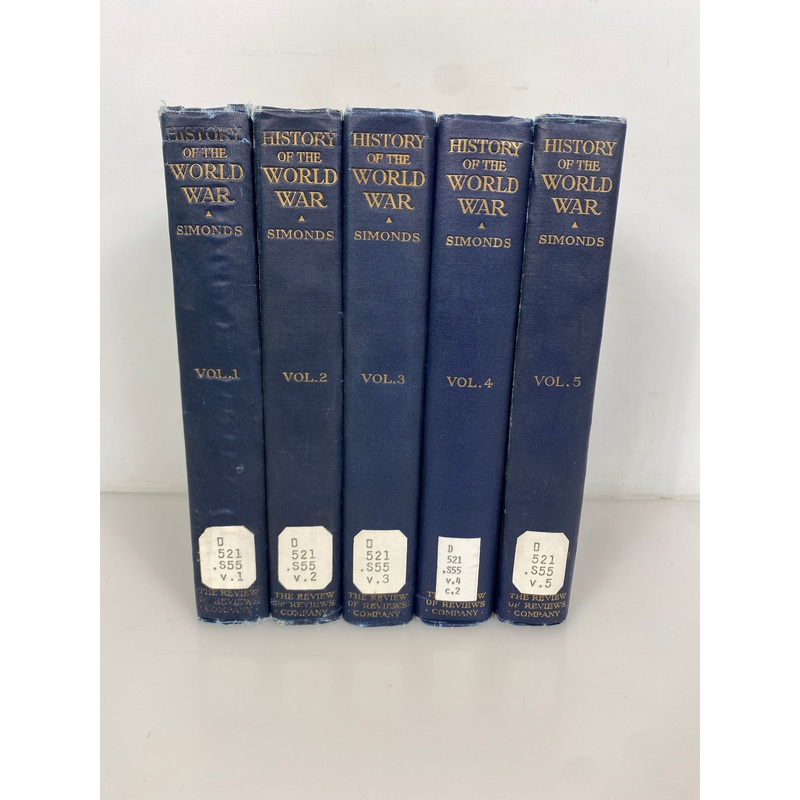 HISTORY
OF THE
WORLD
WAR
SIMONDS
VOL.1
D
521
.S55
v.1
THE REVIEW
OF REVIEWS
COMPANY
HISTORY
OF THE
WORLD
WAR
SIMONDS
VOL.2
D
521
.S55
v.2
THE REVIEW
OF REVIEWS
COMPANY
HISTORY
OF THE
WORLD
WAR
SIMONDS
VOL.3
D
521
.S55
v.3
THE REVIEW
OF REVIEWS
COMPANY
HISTORY
OF THE
WORLD
WAR
SIMONDS
VOL.4
D
521
.S55
v.4
c.2
REVIEW
OF REVIEWS
COMPANY
HISTORY
OF THE
WORLD
WAR
SIMONDS
VOL.5
D
521
.S55
v.5
THE REVIEW
OF REVIEWS
COMPANY